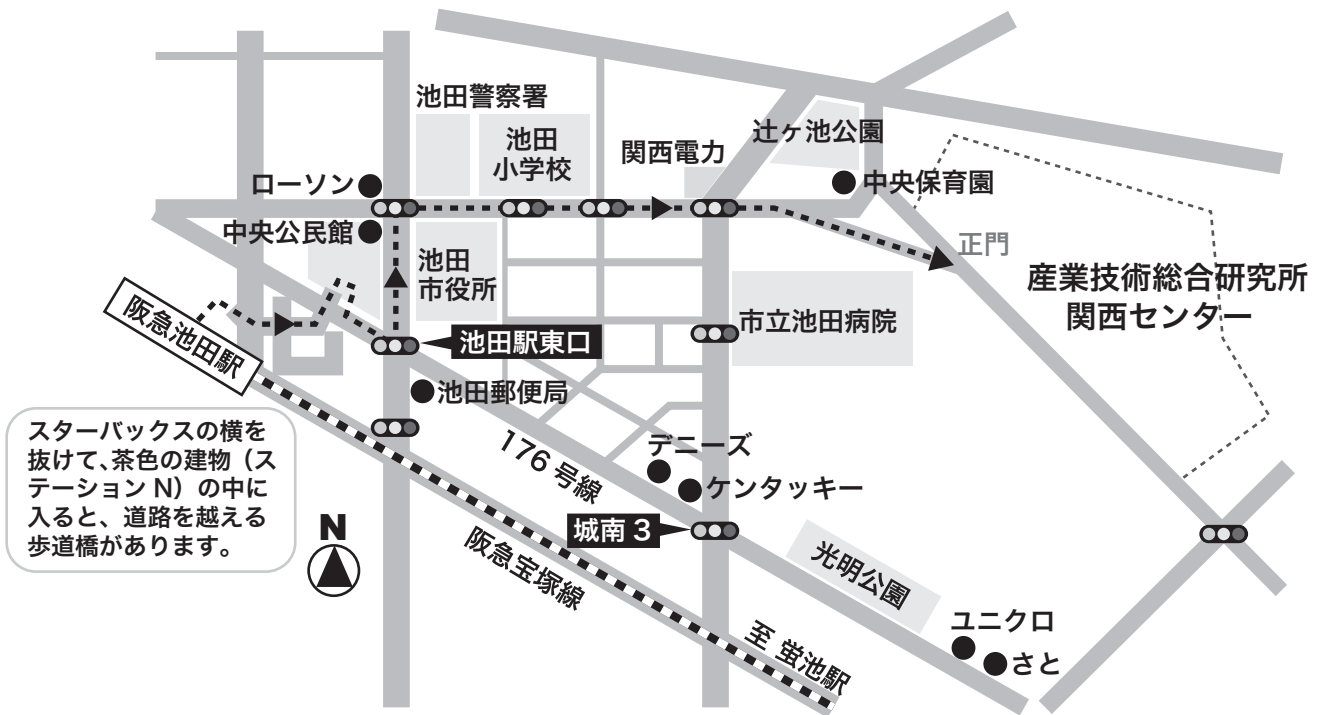 池田警察署
池田
小学校
関西電力
辻ヶ池公園
ローソン
中央保育園
中央公民館
池田
市役所
正門
産業技術総合研究所
関西センター
阪急池田駅
池田駅東口
市立池田病院
池田郵便局
スターバックスの横を
抜けて、茶色の建物（ス
テーション N）の中に
入ると、道路を越える
歩道橋があります。
N
176 号線
デニーズ
ケンタッキー
城南 3
阪急宝塚線
光明公園
ユニクロ
さと
至 蛍池駅